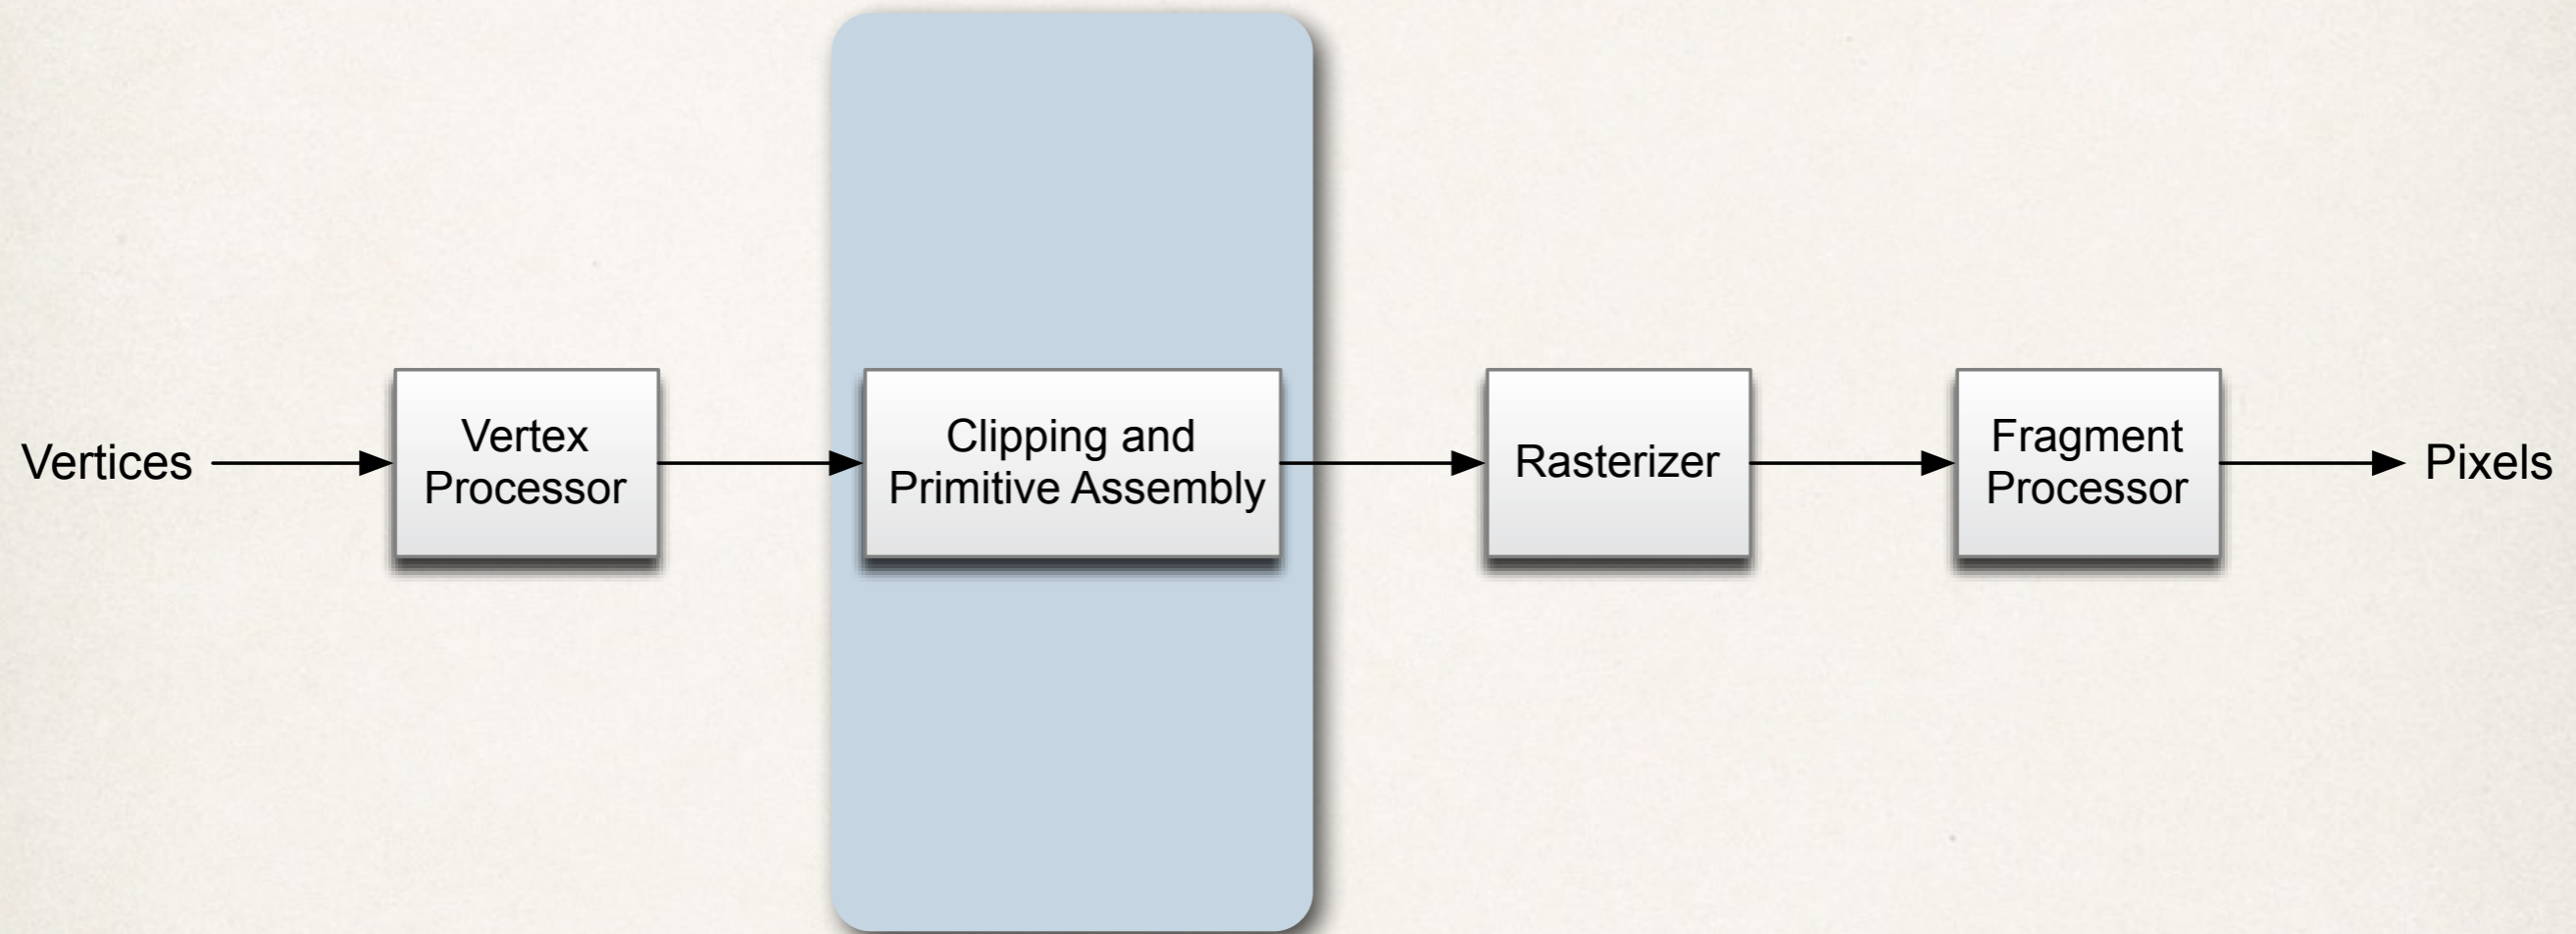 Vertices
Vertex
Processor
Clipping and
Primitive Assembly
Rasterizer
Fragment
Processor
Pixels